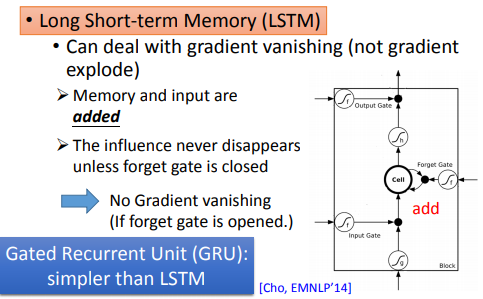 • Long Short-term Memory (LSTM)
• Can deal with gradient vanishing (not gradient
explode)
➢ Memory and input are
added
➢ The influence never disappears
unless forget gate is closed
No Gradient vanishing
(If forget gate is opened.)
Gated Recurrent Unit (GRU):
simpler than LSTM
[Cho, EMNLP’14]
f
Output Gate
h
Forget Gate
Cell
f
add
f
Input Gate
g
Block